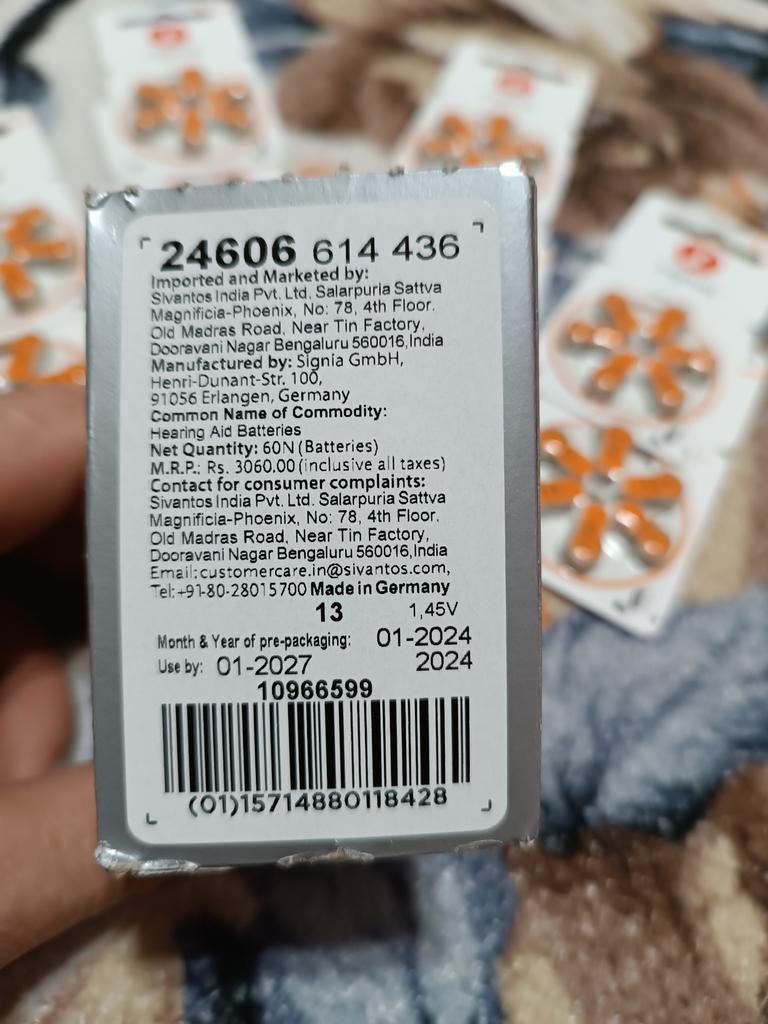 24606 614 436
Imported and Marketed by:
Sivantos India Pvt. Ltd. Salarpuria Sattva
Magnificia-Phoenix, No: 78, 4th Floor.
Old Madras Road, Near Tin Factory,
Dooravani Nagar Bengaluru 560016,India
Manufactured by: Signia GmbH,
Henri-Dunant-Str. 100,
91056 Erlangen, Germany
Common Name of Commodity:
Hearing Aid Batteries
Net Quantity: 60N (Batteries)
M.R.P.: Rs. 3060.00 (inclusive all taxes)
Contact for consumer complaints:
Sivantos India Pvt. Ltd. Salarpuria Sattva
Magnificia-Phoenix, No: 78, 4th Floor.
Old Madras Road, Near Tin Factory,
Dooravani Nagar Bengaluru 560016,India
Email:customercare.in@sivantos.com,
Tel:+91-80-28015700 Made in Germany
13 1,45V
Month & Year of pre-packaging: 01-2024
Use by: 01-2027 2024
10966599
(01)15714880118428